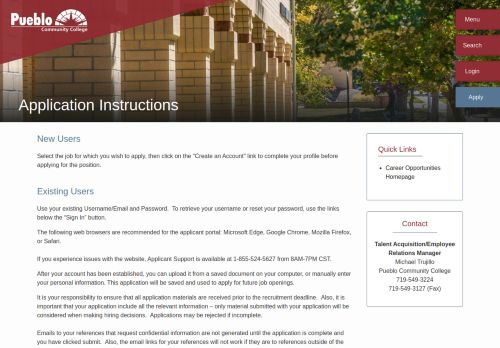 Pueblo
Community College
Menu
Search
Login
Apply
Application Instructions
New Users
Select the job for which you wish to apply, then click on the "Create an Account" link to complete your profile before
applying for the position.
Existing Users
Use your existing Username/Email and Password. To retrieve your username or reset your password, use the links
below the "Sign In" button.
The following web browsers are recommended for the applicant portal: Microsoft Edge, Google Chrome, Mozilla Firefox,
or Safari.
If you experience issues with the website, Applicant Support is available at 1-855-524-5627 from 8AM-7PM CST.
After your account has been established, you can upload it from a saved document on your computer, or manually enter
your personal information. This application will be saved and used to apply for future job openings.
It is your responsibility to ensure that all application materials are received prior to the recruitment deadline. Also, it is
important that your application include all the relevant information – only material submitted with your application will be
considered when making hiring decisions. Applications may be rejected if incomplete.
Emails to your references that request confidential information are not generated until the application is complete and
you have clicked submit. Also, the email links for your references will not work if they are to references outside of the
Quick Links
Career Opportunities
Homepage
Contact
Talent Acquisition/Employee
Relations Manager
Michael Trujillo
Pueblo Community College
719-549-3224
719-549-3127 (Fax)